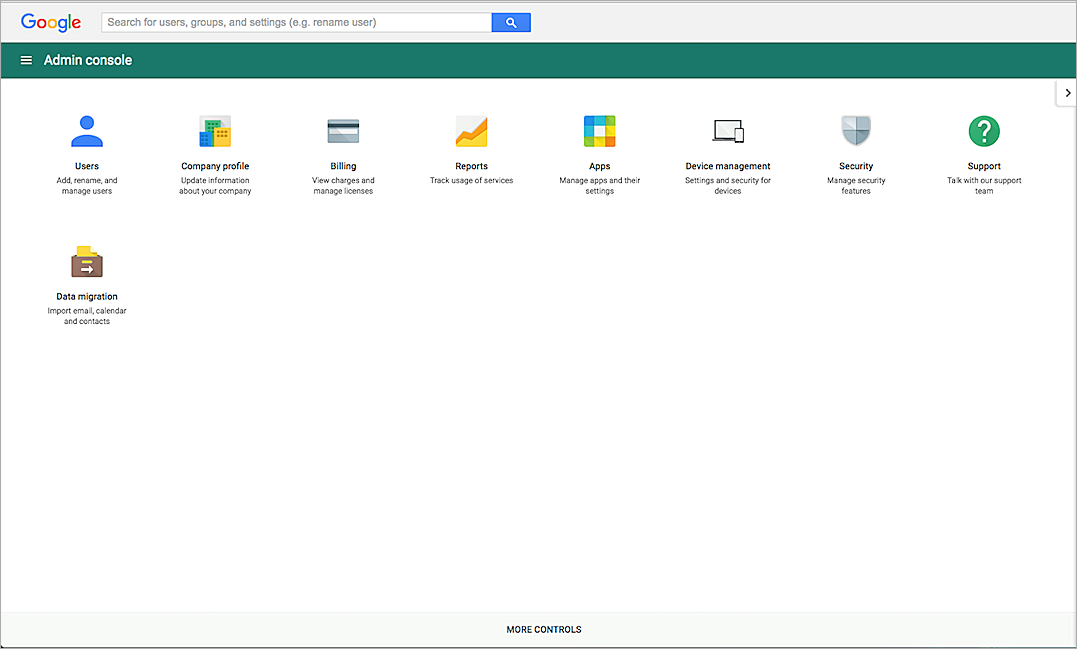 Google
Search for users, groups, and settings (e.g. rename user)
Admin console
Users
Add, rename, and
manage users
Company profile
Update information
about your company
Billing
View charges and
manage licenses
Reports
Track usage of services
Apps
Manage apps and their
settings
Device management
Settings and security for
devices
Security
Manage security
features
Support
Talk with our support
team
Data migration
Import email, calendar
and contacts
MORE CONTROLS